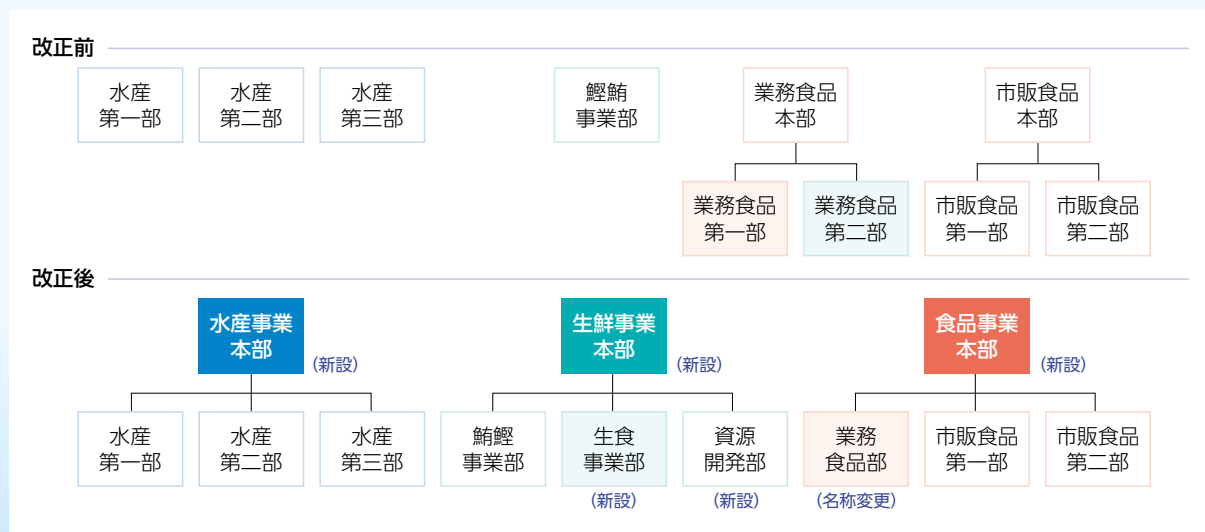 改正前
水産
第一部
水産
第二部
水産
第三部
鰹鮪
事業部
業務食品
本部
市販食品
本部
業務食品
第一部
業務食品
第二部
市販食品
第一部
市販食品
第二部
改正後
水産事業
本部
(新設)
生鮮事業
本部
(新設)
食品事業
本部
(新設)
水産
第一部
水産
第二部
水産
第三部
鮪鰹
事業部
生食
事業部
(新設)
資源
開発部
(新設)
業務
食品部
(名称変更)
市販食品
第一部
市販食品
第二部